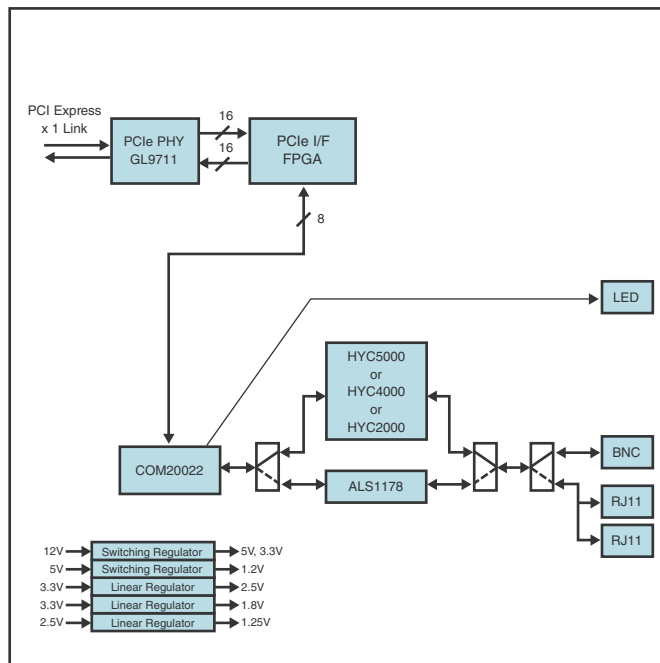 PCI Express
x 1 Link
16
16
PCIe PHY
GL9711
PCIe I/F
FPGA
8
LED
HYC5000
or
HYC4000
or
HYC2000
COM20022
ALS1178
BNC
RJ11
RJ11
12V Switching Regulator 5V, 3.3V
5V Switching Regulator 1.2V
3.3V Linear Regulator 2.5V
3.3V Linear Regulator 1.8V
2.5V Linear Regulator 1.25V